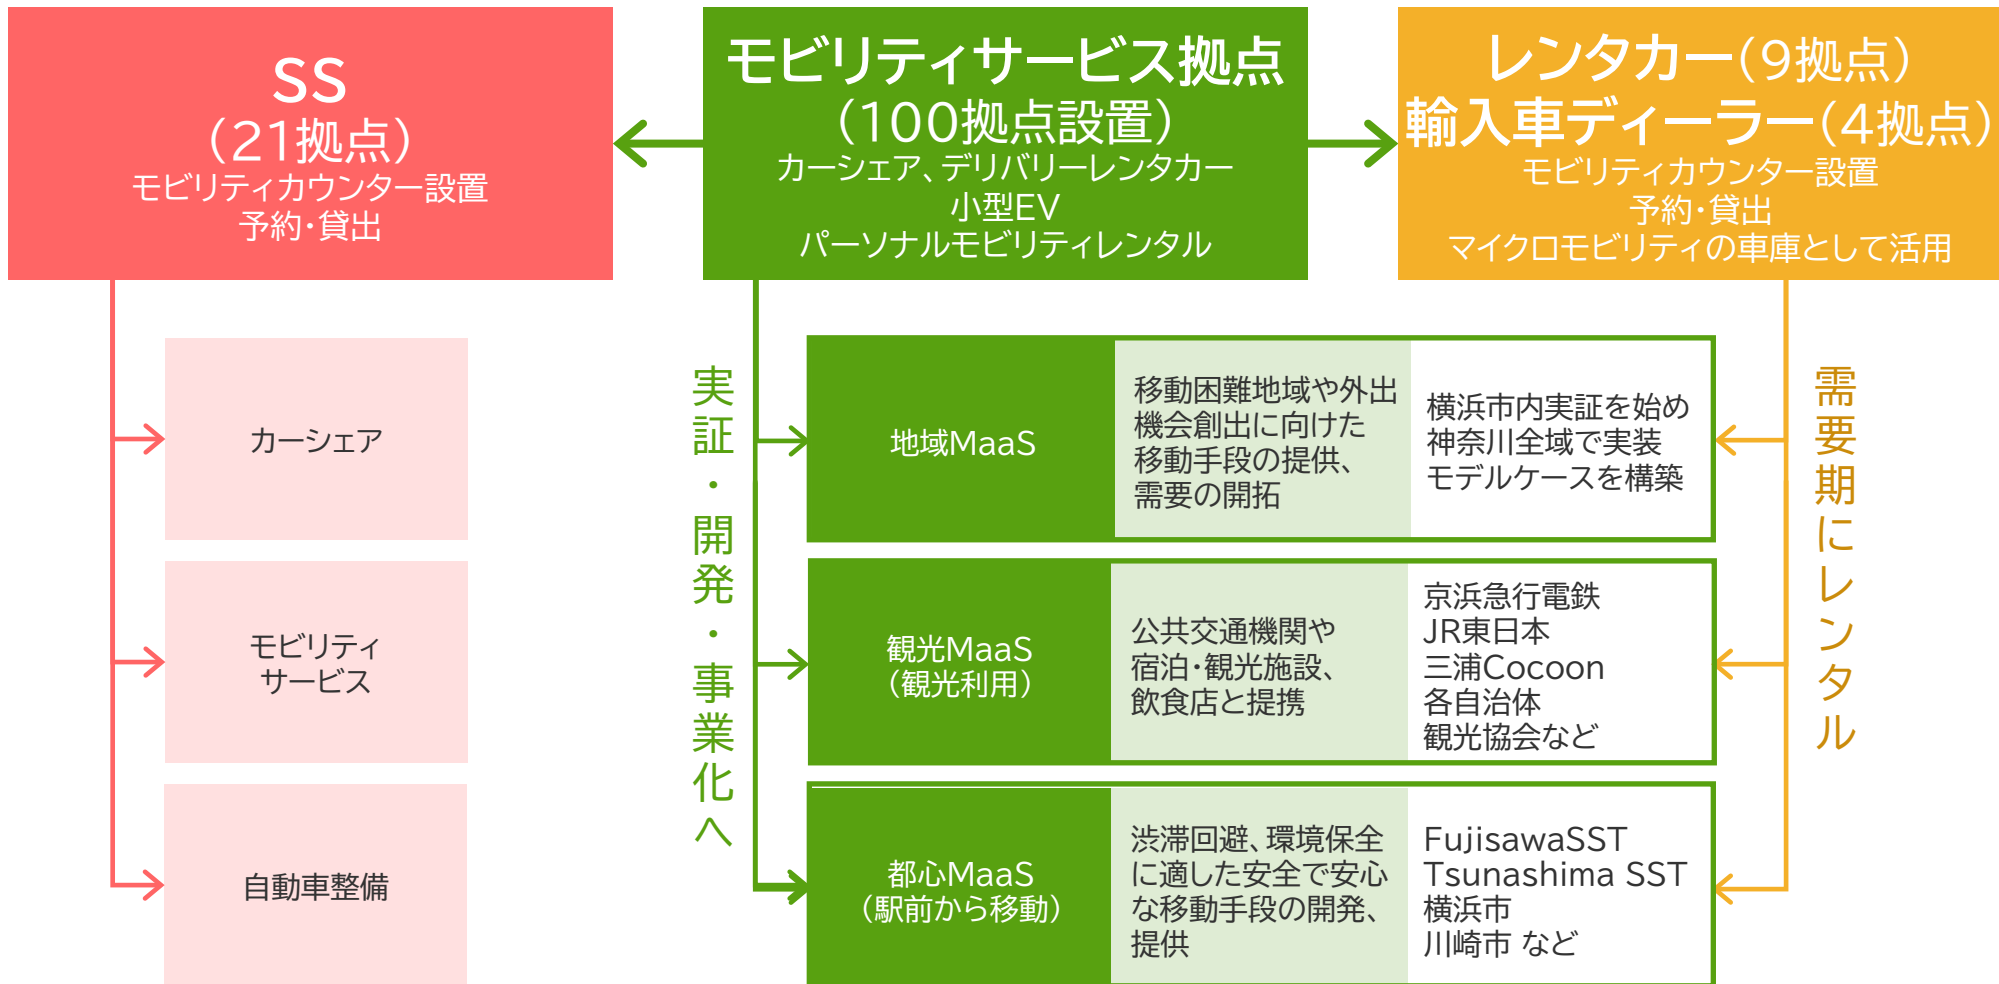 SS
（21拠点）
モビリティカウンター設置
予約・貸出
モビリティサービス拠点
（100拠点設置）
カーシェア、デリバリーレンタカー
小型EV
パーソナルモビリティレンタル
レンタカー（9拠点）
輸入車ディーラー（4拠点）
モビリティカウンター設置
予約・貸出
マイクロモビリティの車庫として活用
カーシェア
モビリティ
サービス
自動車整備
実証・開発・事業化へ
地域MaaS
移動困難地域や外出
機会創出に向けた
移動手段の提供、
需要の開拓
横浜市内実証を始め
神奈川全域で実装
モデルケースを構築
観光MaaS
（観光利用）
公共交通機関や
宿泊・観光施設、
飲食店と提携
京浜急行電鉄
JR東日本
三浦Cocoon
各自治体
観光協会など
都心MaaS
（駅前から移動）
渋滞回避、環境保全
に適した安全で安心
な移動手段の開発、
提供
FujisawaSST
Tsunashima SST
横浜市
川崎市 など
需要期にレンタル